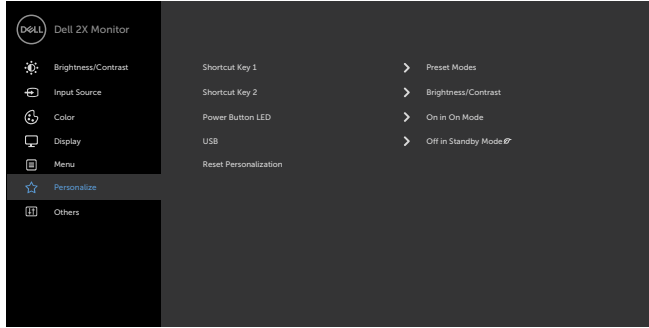 DELL Dell 2X Monitor
Brightness/Contrast Shortcut Key 1 Preset Modes
Input Source Shortcut Key 2 Brightness/Contrast
Color Power Button LED On in On Mode
Display USB Off in Standby Mode
Menu Reset Personalization
Personalize
Others